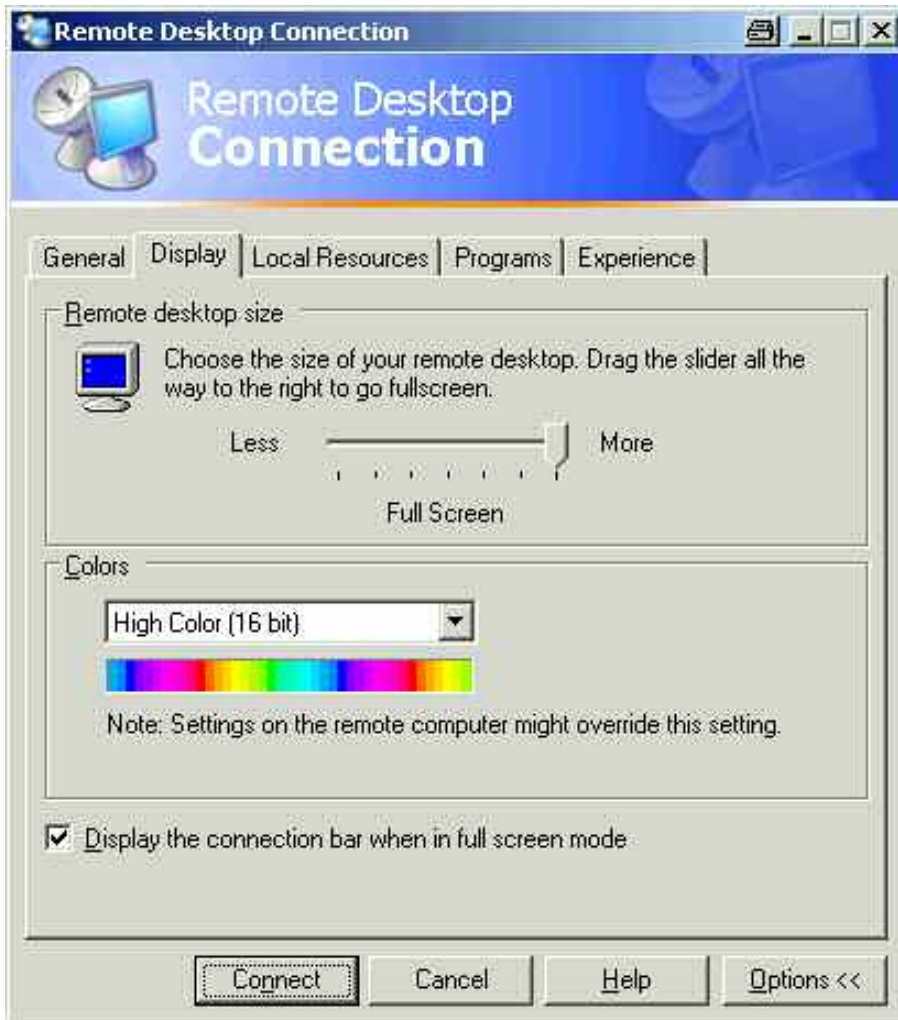 Remote Desktop Connection
Remote Desktop
Connection
General Display Local Resources Programs Experience
Remote desktop size
Choose the size of your remote desktop. Drag the slider all the
way to the right to go fullscreen.
Less More
Full Screen
Colors
High Color (16 bit)
Note: Settings on the remote computer might override this setting.
Display the connection bar when in full screen mode
Connect Cancel Help Options <<